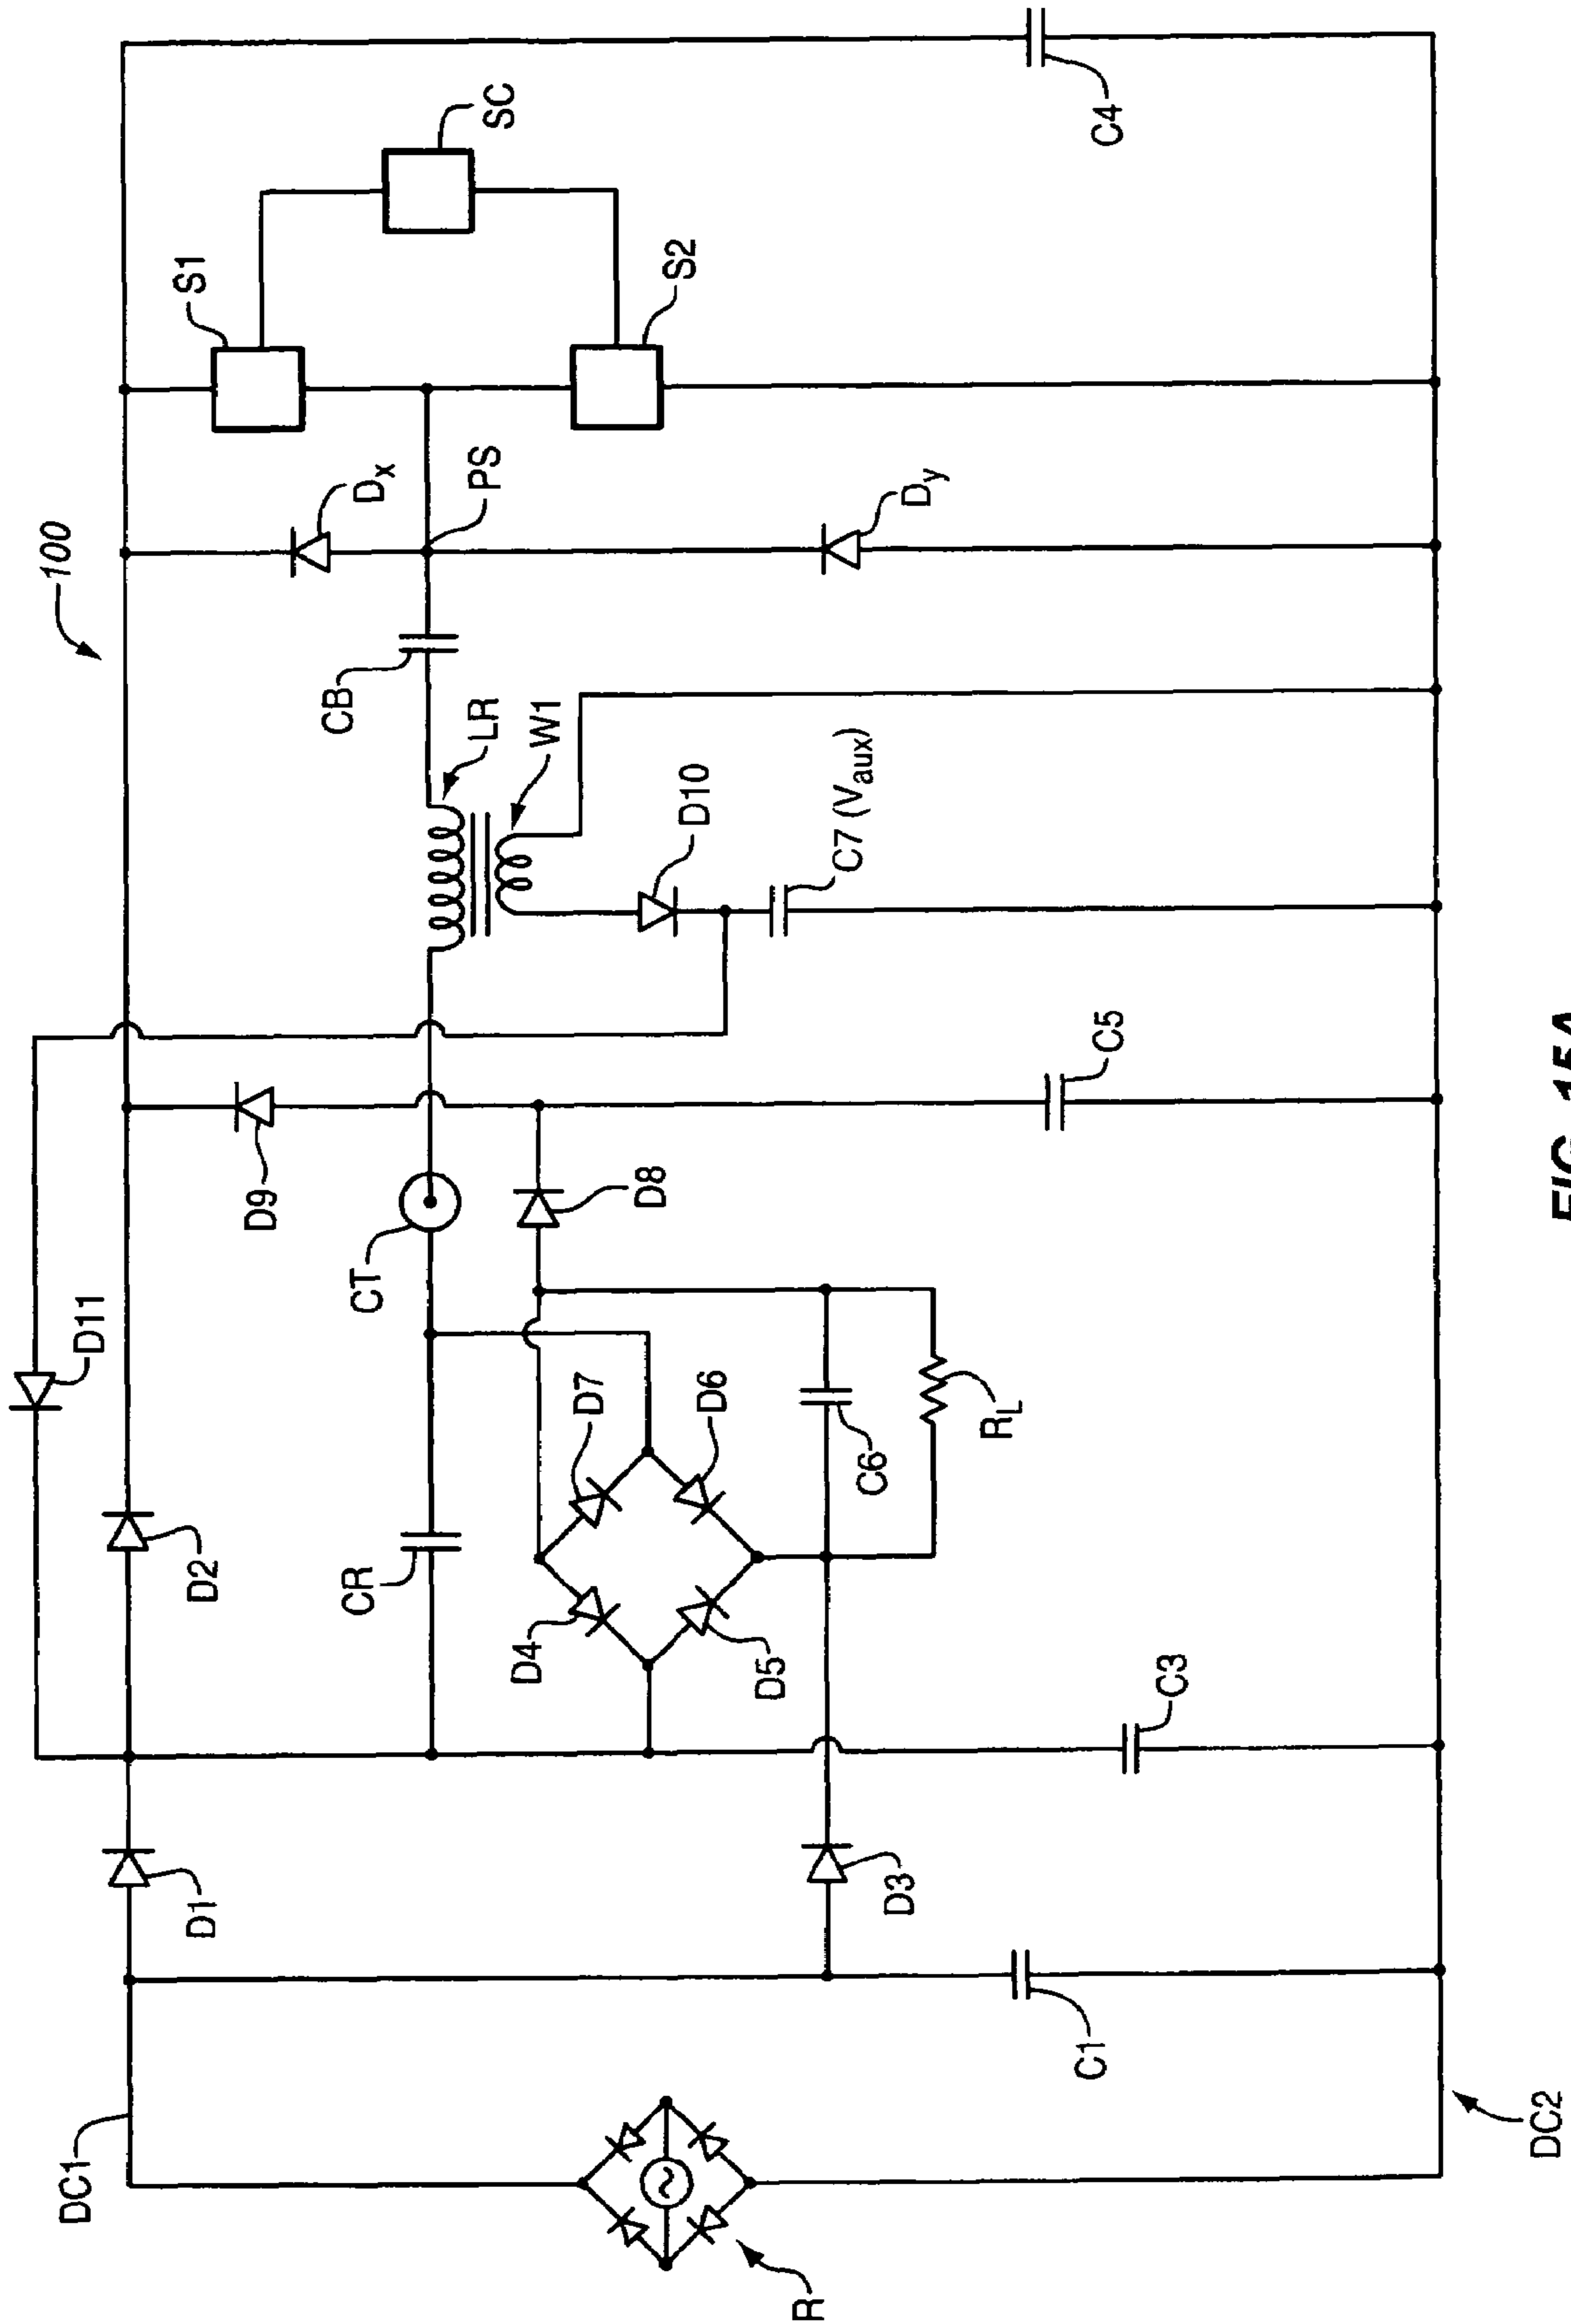 100
DC1
D11
D1
D2
S1
D9
CB
CR
CT
Dx
LR
PS
SC
D4
W1
D7
D8
S2
D10
D6
D5
R
C7 (Vaux)
C6
D3
Dy
RL
C1
C5
C4
C3
DC2
FIG. 15A